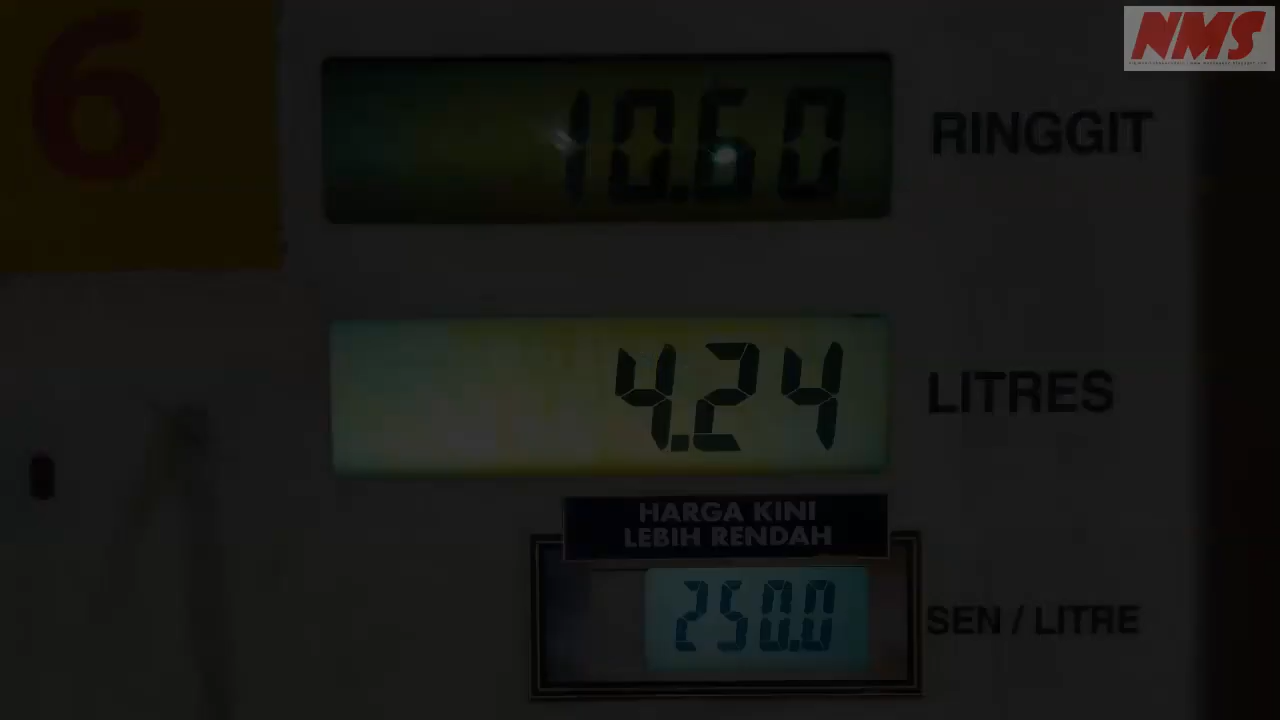 6
NMS
10.60
RINGGIT
4.24
LITRES
HARGA KINI
LEBIH RENDAH
250.0
SEN / LITRE